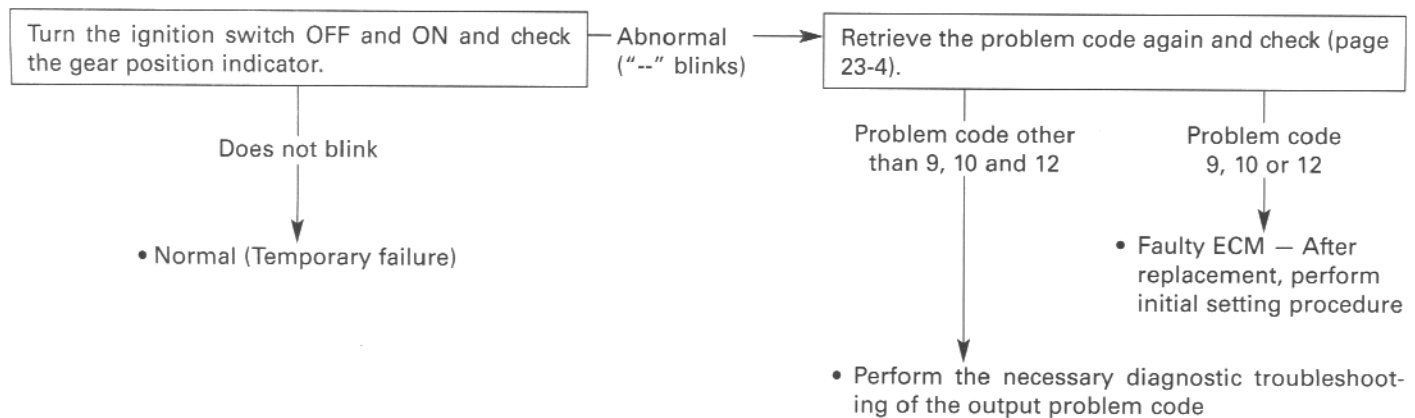 Turn the ignition switch OFF and ON and check
the gear position indicator.
Abnormal
("--" blinks)
Retrieve the problem code again and check (page
23-4).
Does not blink
Problem code other
than 9, 10 and 12
Problem code
9, 10 or 12
• Normal (Temporary failure)
• Faulty ECM — After
replacement, perform
initial setting procedure
• Perform the necessary diagnostic troubleshoot-
ing of the output problem code